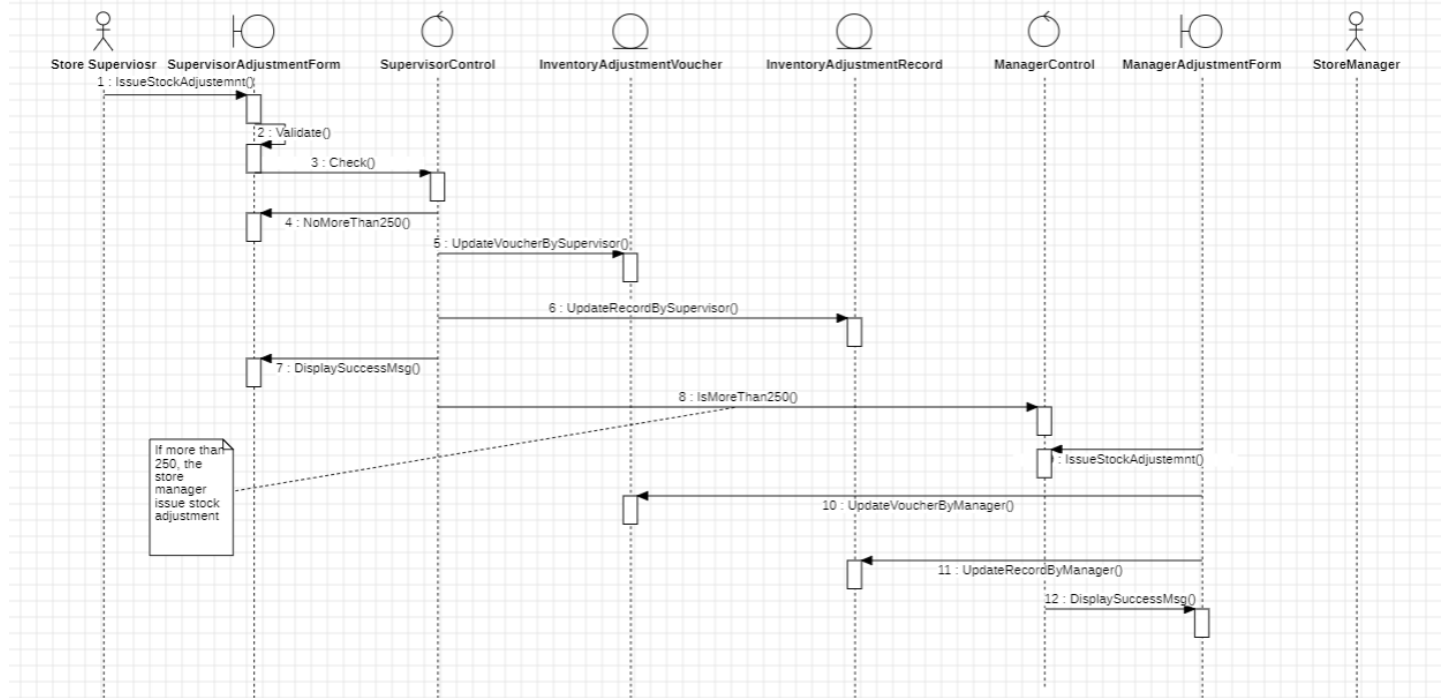 Store Superviosr
SupervisorAdjustmentForm
SupervisorControl
InventoryAdjustmentVoucher
InventoryAdjustmentRecord
ManagerControl
ManagerAdjustmentForm
StoreManager
1 : IssueStockAdjustemnt()
2 : Validate()
3 : Check()
4 : NoMoreThan250()
5 : UpdateVoucherBySupervisor()
6 : UpdateRecordBySupervisor()
7 : DisplaySuccessMsg()
8 : IsMoreThan250()
If more than
250, the
store
manager
issue stock
adjustment
: IssueStockAdjustemnt()
10 : UpdateVoucherByManager()
11 : UpdateRecordByManager()
12 : DisplaySuccessMsg()